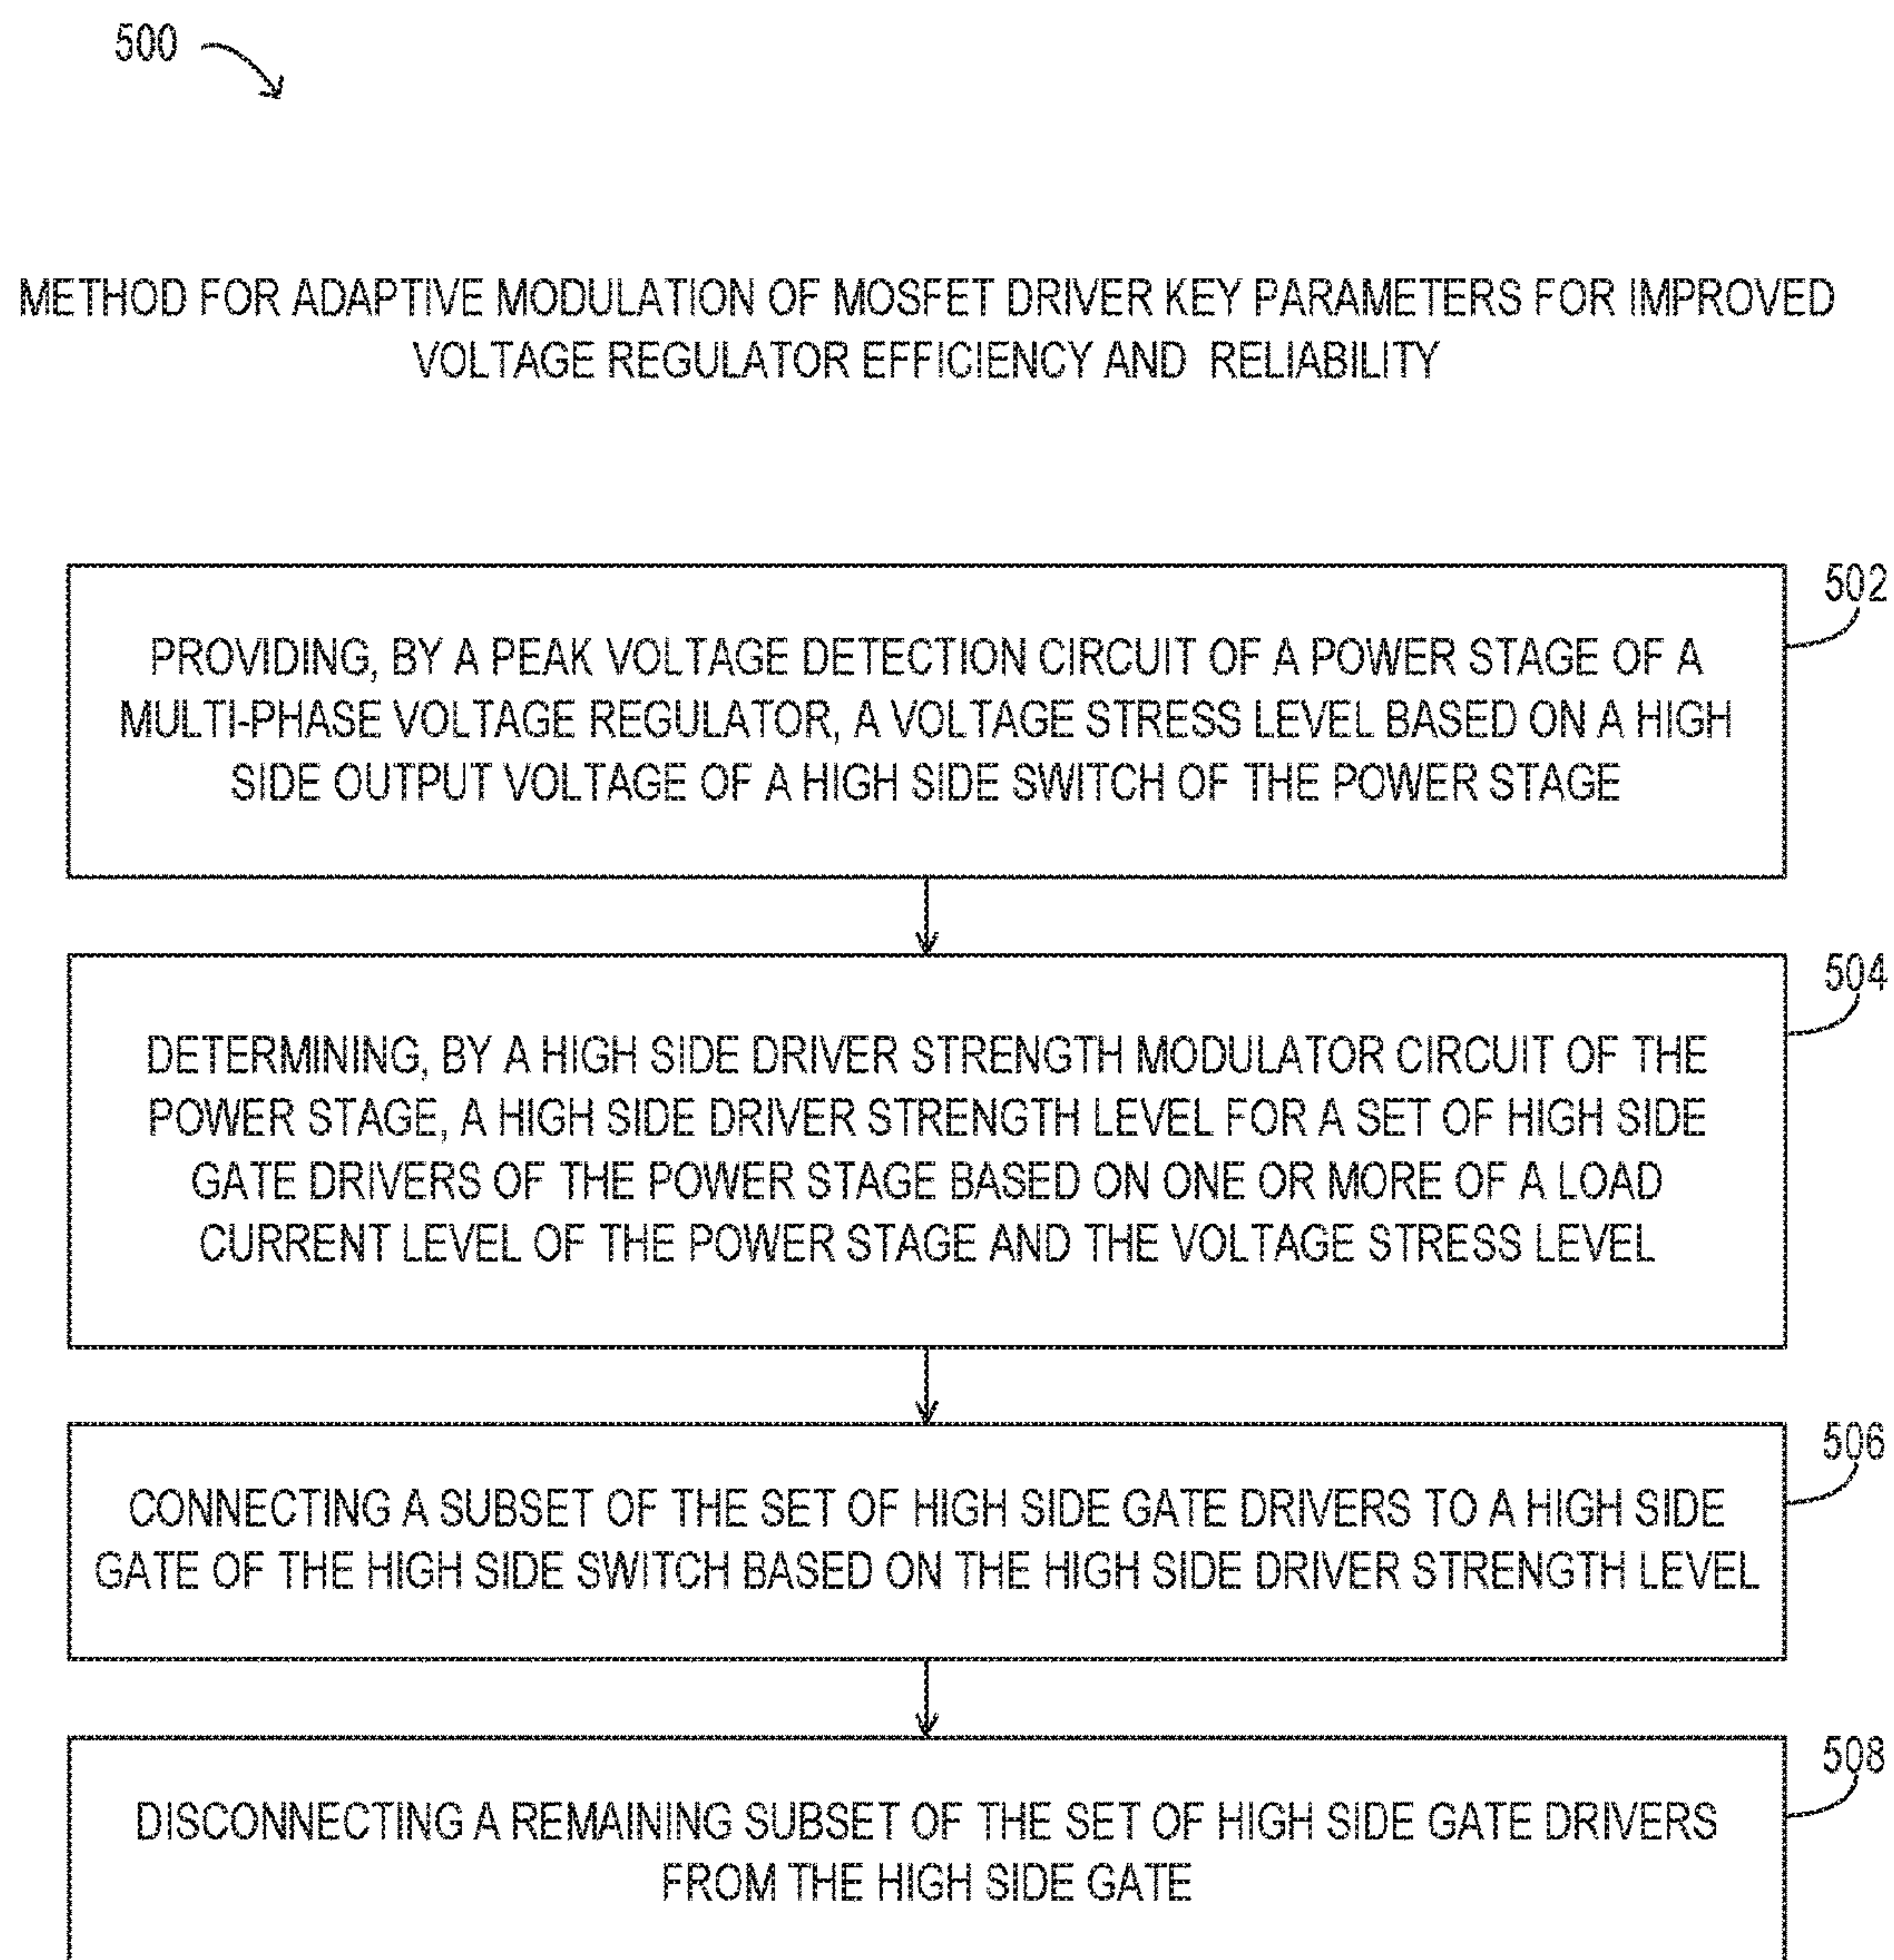 500
METHOD FOR ADAPTIVE MODULATION OF MOSFET DRIVER KEY PARAMETERS FOR IMPROVED
VOLTAGE REGULATOR EFFICIENCY AND RELIABILITY
502
PROVIDING, BY A PEAK VOLTAGE DETECTION CIRCUIT OF A POWER STAGE OF A
MULTI-PHASE VOLTAGE REGULATOR, A VOLTAGE STRESS LEVEL BASED ON A HIGH
SIDE OUTPUT VOLTAGE OF A HIGH SIDE SWITCH OF THE POWER STAGE
504
DETERMINING, BY A HIGH SIDE DRIVER STRENGTH MODULATOR CIRCUIT OF THE
POWER STAGE, A HIGH SIDE DRIVER STRENGTH LEVEL FOR A SET OF HIGH SIDE
GATE DRIVERS OF THE POWER STAGE BASED ON ONE OR MORE OF A LOAD
CURRENT LEVEL OF THE POWER STAGE AND THE VOLTAGE STRESS LEVEL
506
CONNECTING A SUBSET OF THE SET OF HIGH SIDE GATE DRIVERS TO A HIGH SIDE
GATE OF THE HIGH SIDE SWITCH BASED ON THE HIGH SIDE DRIVER STRENGTH LEVEL
508
DISCONNECTING A REMAINING SUBSET OF THE SET OF HIGH SIDE GATE DRIVERS
FROM THE HIGH SIDE GATE